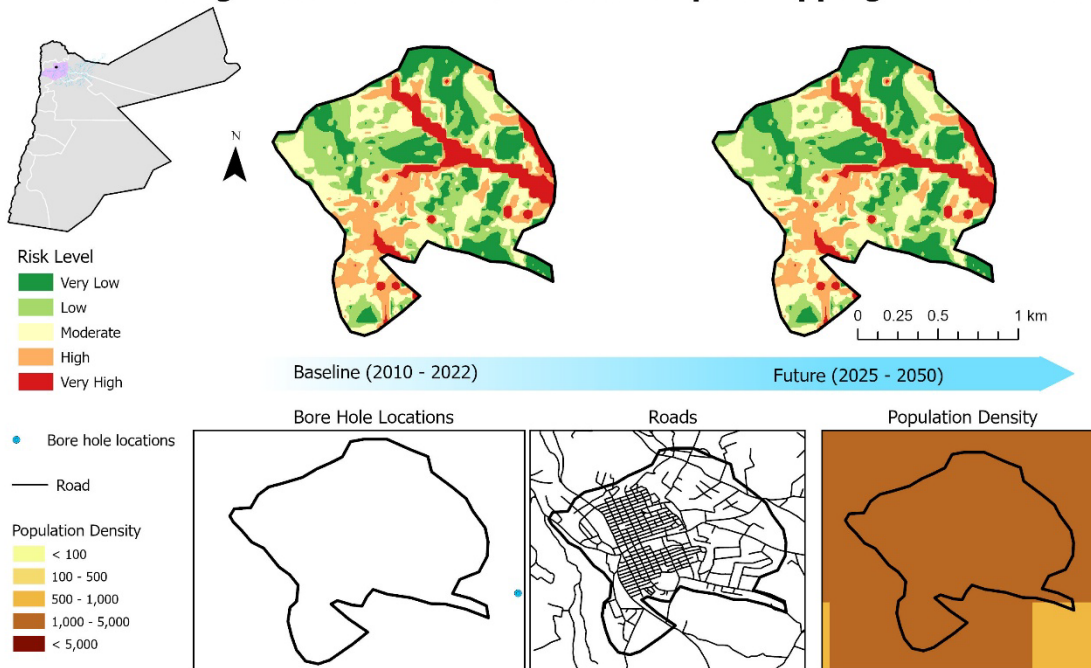 N
Risk Level
Very Low
Low
Moderate
High
Very High
0 0.25 0.5 1 km
Baseline (2010 - 2022)
Future (2025 - 2050)
Bore Hole Locations
Roads
Population Density
Bore hole locations
Road
Population Density
< 100
100 - 500
500 - 1,000
1,000 - 5,000
< 5,000